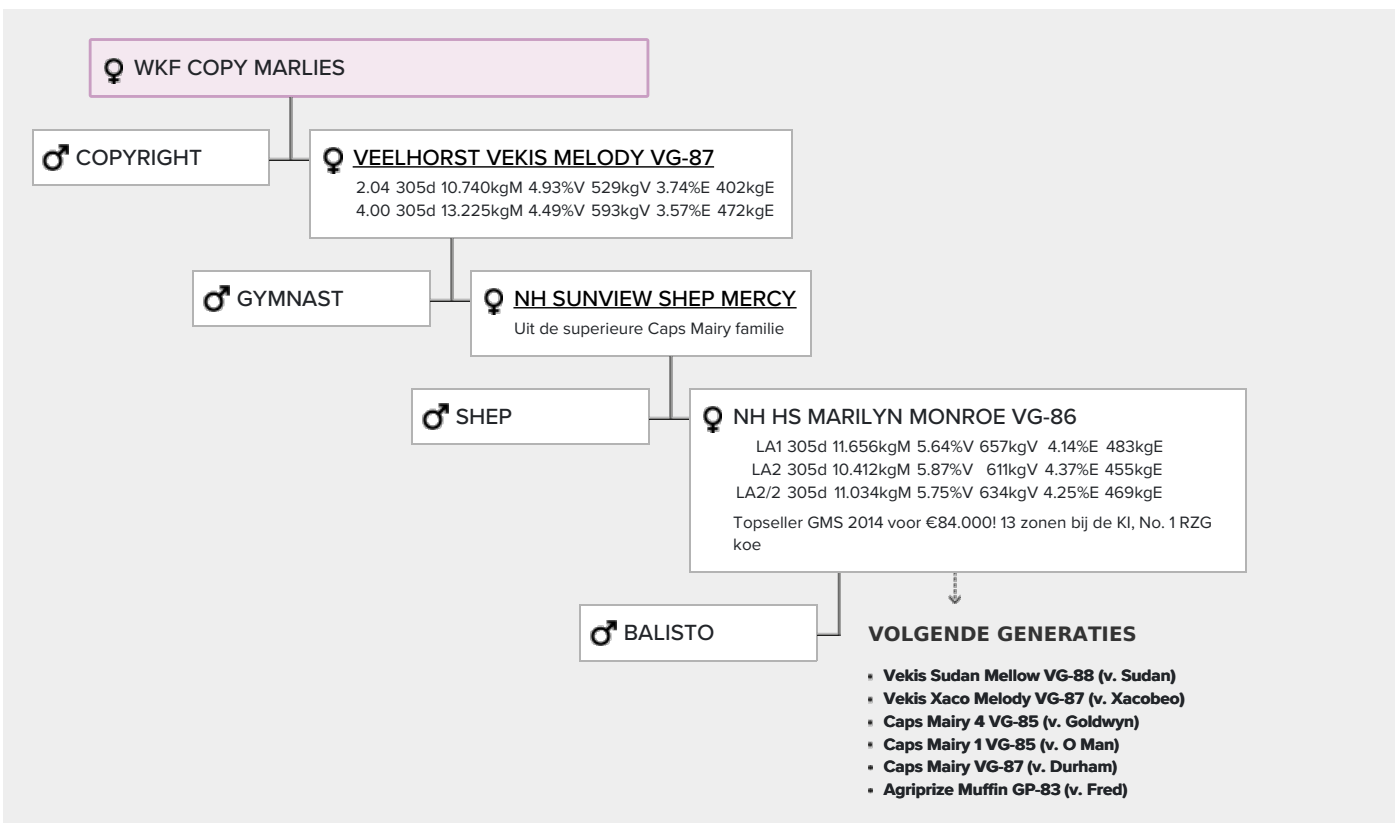 WKF COPY MARLIES
COPYRIGHT
VEELHORST VEKIS MELODY VG-87
2.04 305d 10.740kgM 4.93%V 529kgV 3.74%E 402kgE
4.00 305d 13.225kgM 4.49%V 593kgV 3.57%E 472kgE
GYMNAST
NH SUNVIEW SHEP MERCY
Uit de superieure Caps Mairy familie
SHEP
NH HS MARILYN MONROE VG-86
LA1 305d 11.656kgM 5.64%V 657kgV 4.14%E 483kgE
LA2 305d 10.412kgM 5.87%V 611kgV 4.37%E 455kgE
LA2/2 305d 11.034kgM 5.75%V 634kgV 4.25%E 469kgE
Topseller GMS 2014 voor €84.000! 13 zonen bij de KI, No. 1 RZG
koe
BALISTO
VOLGENDE GENERATIES
▪ Vekis Sudan Mellow VG-88 (v. Sudan)
▪ Vekis Xaco Melody VG-87 (v. Xacobeo)
▪ Caps Mairy 4 VG-85 (v. Goldwyn)
▪ Caps Mairy 1 VG-85 (v. O Man)
▪ Caps Mairy VG-87 (v. Durham)
▪ Agriprize Muffin GP-83 (v. Fred)